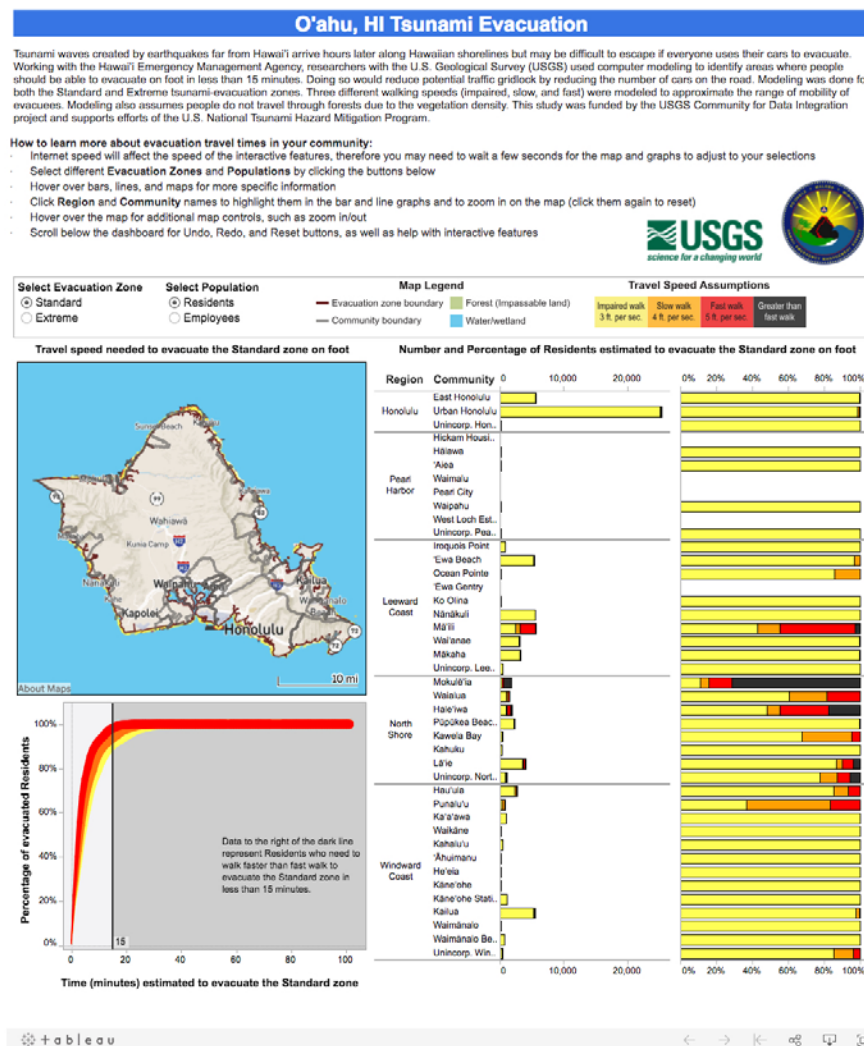 O'ahu, HI Tsunami Evacuation
Tsunami waves created by earthquakes far from Hawai'i arrive hours later along Hawaiian shorelines but may be difficult to escape if everyone uses their cars to evacuate.
Working with the Hawai'i Emergency Management Agency, researchers with the U.S. Geological Survey (USGS) used computer modeling to identify areas where people
should be able to evacuate on foot in less than 15 minutes. Doing so would reduce potential traffic gridlock by reducing the number of cars on the road. Modeling was done fo
both the Standard and Extreme tsunami-evacuation zones. Three different walking speeds (impaired, slow, and fast) were modeled to approximate the range of mobility of
evacuees. Modeling also assumes people do not travel through forests due to the vegetation density. This study was funded by the USGS Community for Data Integration
project and supports efforts of the U.S. National Tsunami Hazard Mitigation Program.
How to learn more about evacuation travel times in your community:
· Internet speed will affect the speed of the interactive features, therefore you may need to wait a few seconds for the map and graphs to adjust to your selections
· Select different Evacuation Zones and Populations by clicking the buttons below
· Hover over bars, lines, and maps for more specific information
· Click Region and Community names to highlight them in the bar and line graphs and to zoom in on the map (click them again to reset)
· Hover over the map for additional map controls, such as zoom in/out
· Scroll below the dashboard for Undo, Redo, and Reset buttons, as well as help with interactive features
USGS
science for a changing world
Select Evacuation Zone
Standard
Extreme
Select Population
Residents
Employees
Map Legend
Evacuation zone boundary
Forest (Impassable land)
Community boundary
Water/wetland
Travel Speed Assumptions
Impaired walk
3 ft. per sec.
Slow walk
4 ft. per sec.
Fast walk
5 ft. per sec.
Greater than
fast walk
Travel speed needed to evacuate the Standard zone on foot
Sunset Beach
Wahiawā
Kunia Camp
Nānākuli
Waipahu
Kapolei
Honolulu
Kailua
99
93
83
72
H2
10 mi
About Maps
Percentage of evacuated Residents
100%
80%
60%
40%
20%
0%
Data to the right of the dark line
represent Residents who need to
walk faster than fast walk to
evacuate the Standard zone in
less than 15 minutes.
15
0 20 40 60 80 100
Time (minutes) estimated to evacuate the Standard zone
Number and Percentage of Residents estimated to evacuate the Standard zone on foot
Region Community 0 10,000 20,000 0% 20% 40% 60% 80% 100%
Honolulu
East Honolulu
Urban Honolulu
Unincorp. Hon..
Pearl
Harbor
Hickam Housi..
Hālawa
'Aiea
Waimalu
Pearl City
Waipahu
West Loch Est..
Unincorp. Pea..
Leeward
Coast
Iroquois Point
'Ewa Beach
Ocean Pointe
'Ewa Gentry
Ko Olina
Nānākuli
Mā'ili
Wai'anae
Mākaha
Unincorp. Lee..
North
Shore
Mokulē'ia
Waialua
Hale'iwa
Pūpūkea Beac..
Kawela Bay
Kahuku
Lā'ie
Unincorp. Nort..
Windward
Coast
Hau'ula
Punalu'u
Ka'a'awa
Waikāne
Kahalu'u
'Āhuimanu
He'eia
Kāne'ohe
Kāne'ohe Stati..
Kailua
Waimānalo
Waimānalo Be..
Unincorp. Win..
0 10,000 20,000 0% 20% 40% 60% 80% 100%
+ableau